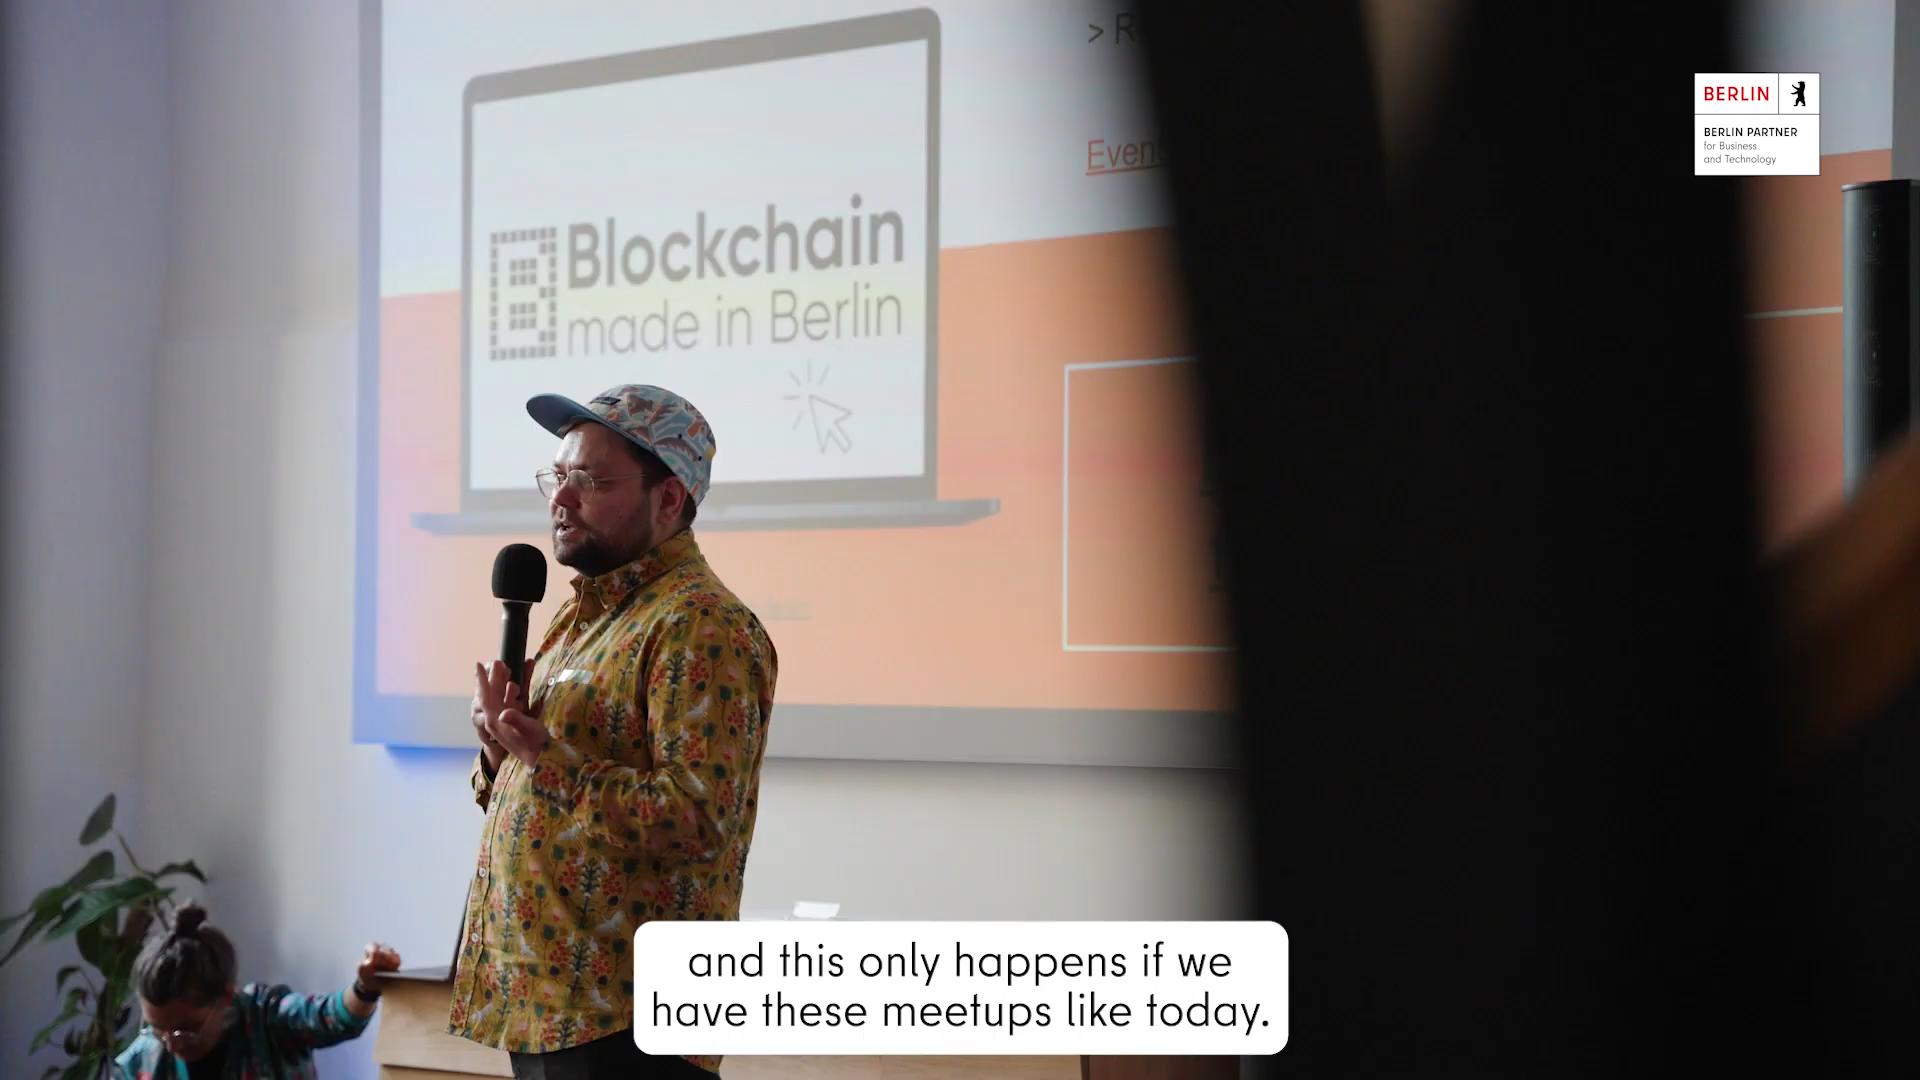 > R
Even
BERLIN
BERLIN PARTNER
for Business
and Technology
Blockchain
made in Berlin
and this only happens if we
have these meetups like today.